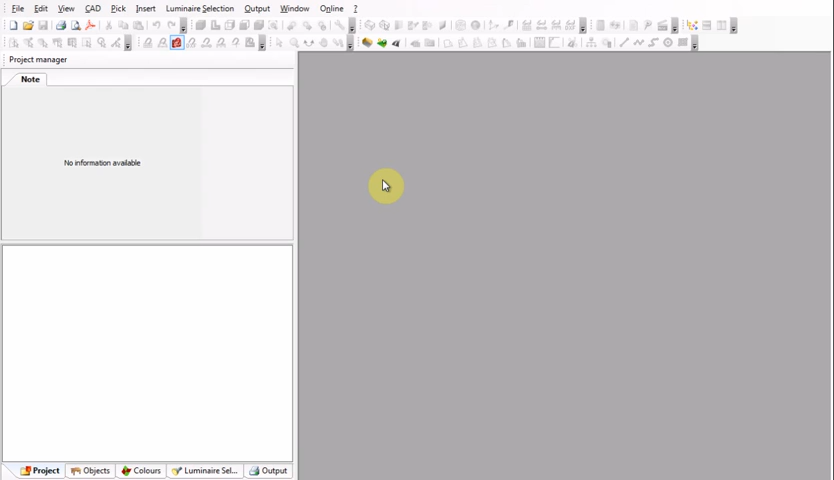 File Edit View CAD Pick Insert Luminaire Selection Output Window Online ?
Project manager
Note
No information available
Project Objects Colours Luminaire Sel... Output